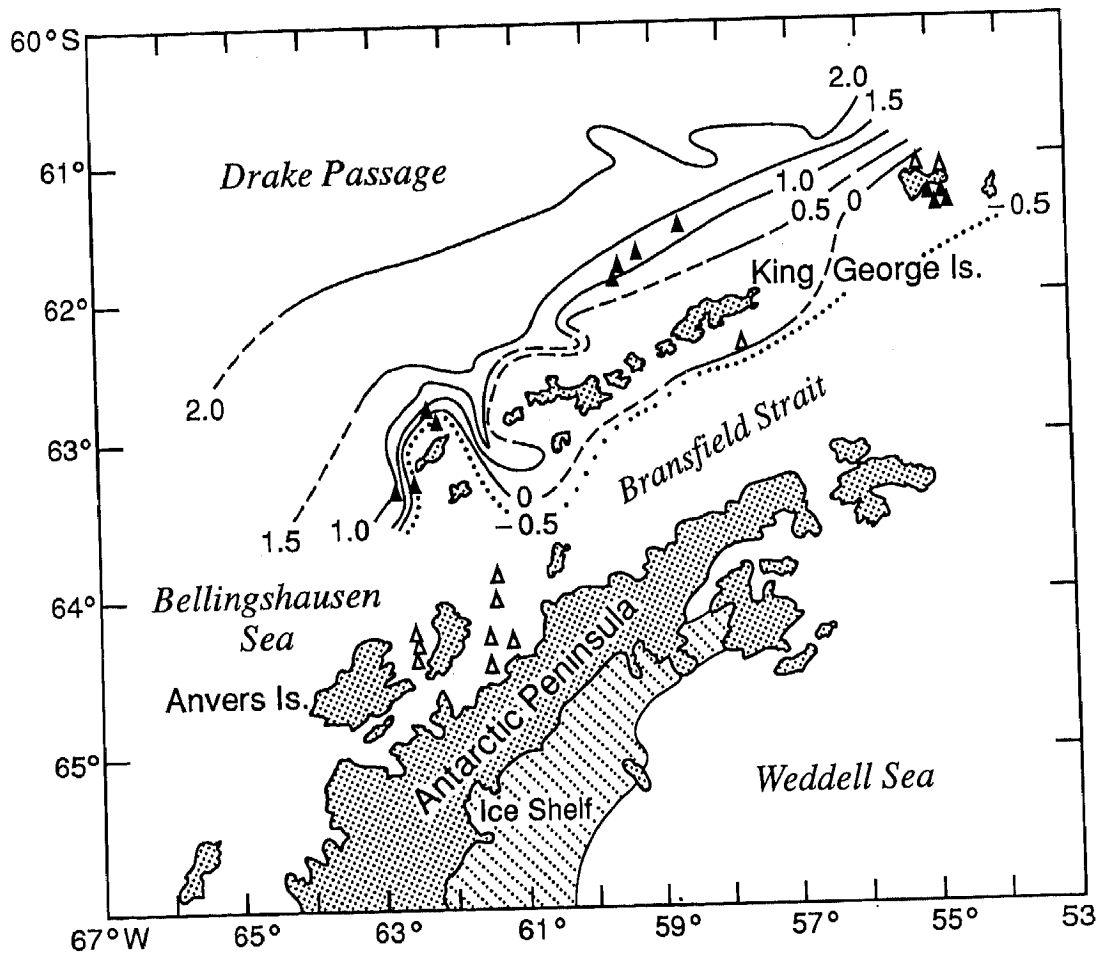 60°S
2.0
1.5
61°
Drake Passage
1.0
0.5
0
−0.5
King George Is.
62°
2.0
63°
Bransfield Strait
0
−0.5
1.5
1.0
64°
Bellingshausen
Sea
Antarctic Peninsula
Anvers Is.
65°
Weddell Sea
Ice Shelf
67°W
65°
63°
61°
59°
57°
55°
53